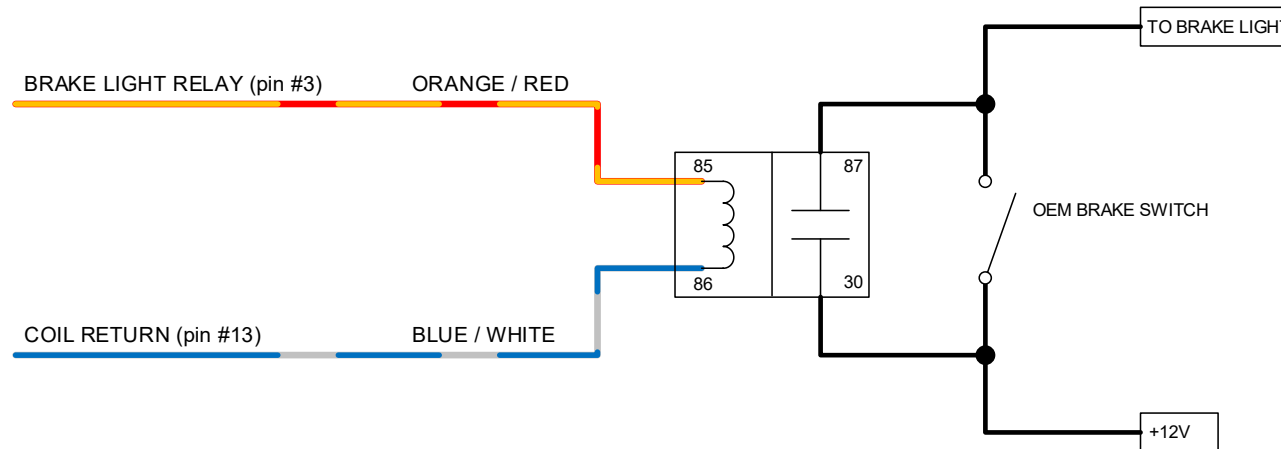 TO BRAKE LIGHT
BRAKE LIGHT RELAY (pin #3)
ORANGE / RED
85
87
OEM BRAKE SWITCH
86
30
COIL RETURN (pin #13)
BLUE / WHITE
+12V